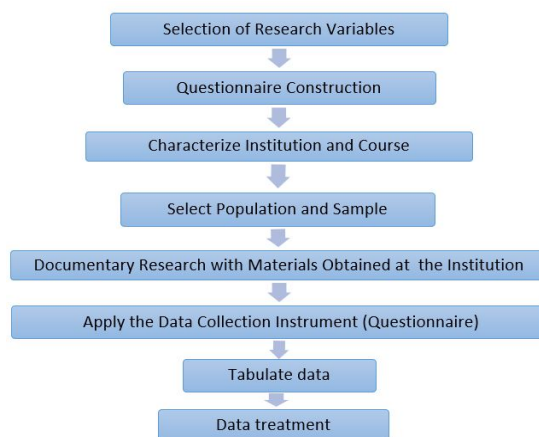 Selection of Research Variables
Questionnaire Construction
Characterize Institution and Course
Select Population and Sample
Documentary Research with Materials Obtained at the Institution
Apply the Data Collection Instrument (Questionnaire)
Tabulate data
Data treatment